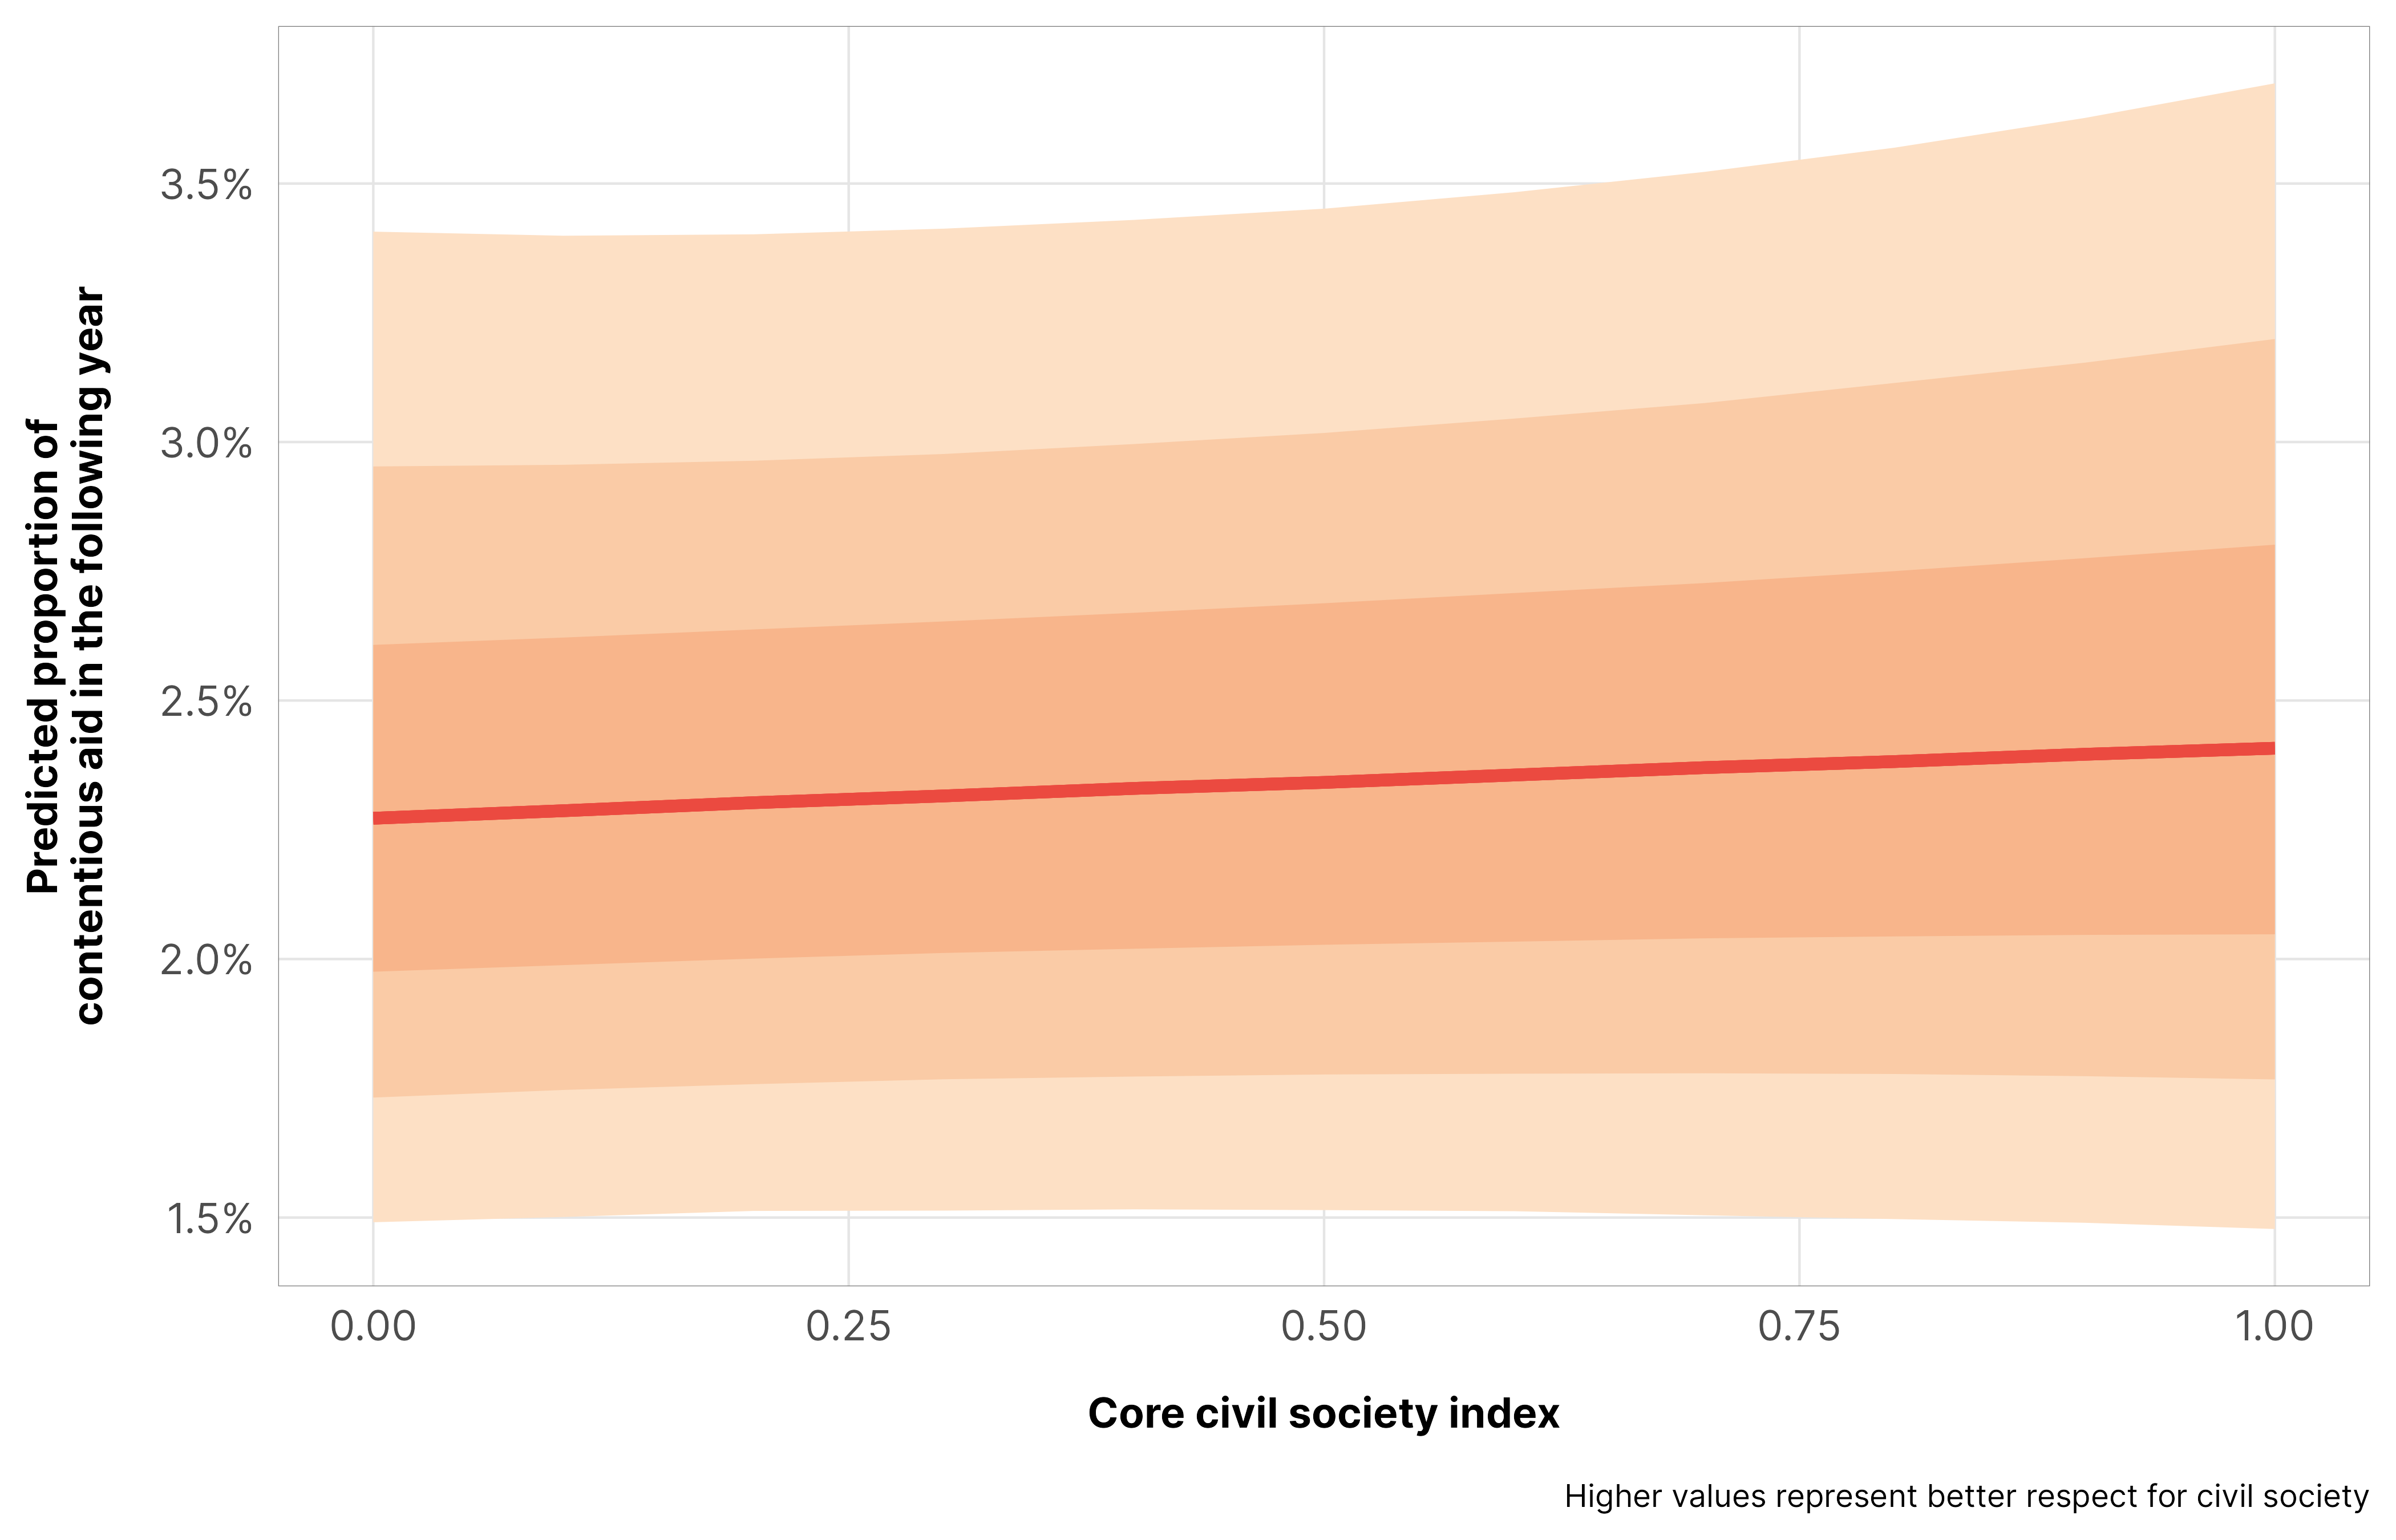 Predicted proportion of
contentious aid in the following year
3.5%
3.0%
2.5%
2.0%
1.5%
0.00 0.25 0.50 0.75 1.00
Core civil society index
Higher values represent better respect for civil society